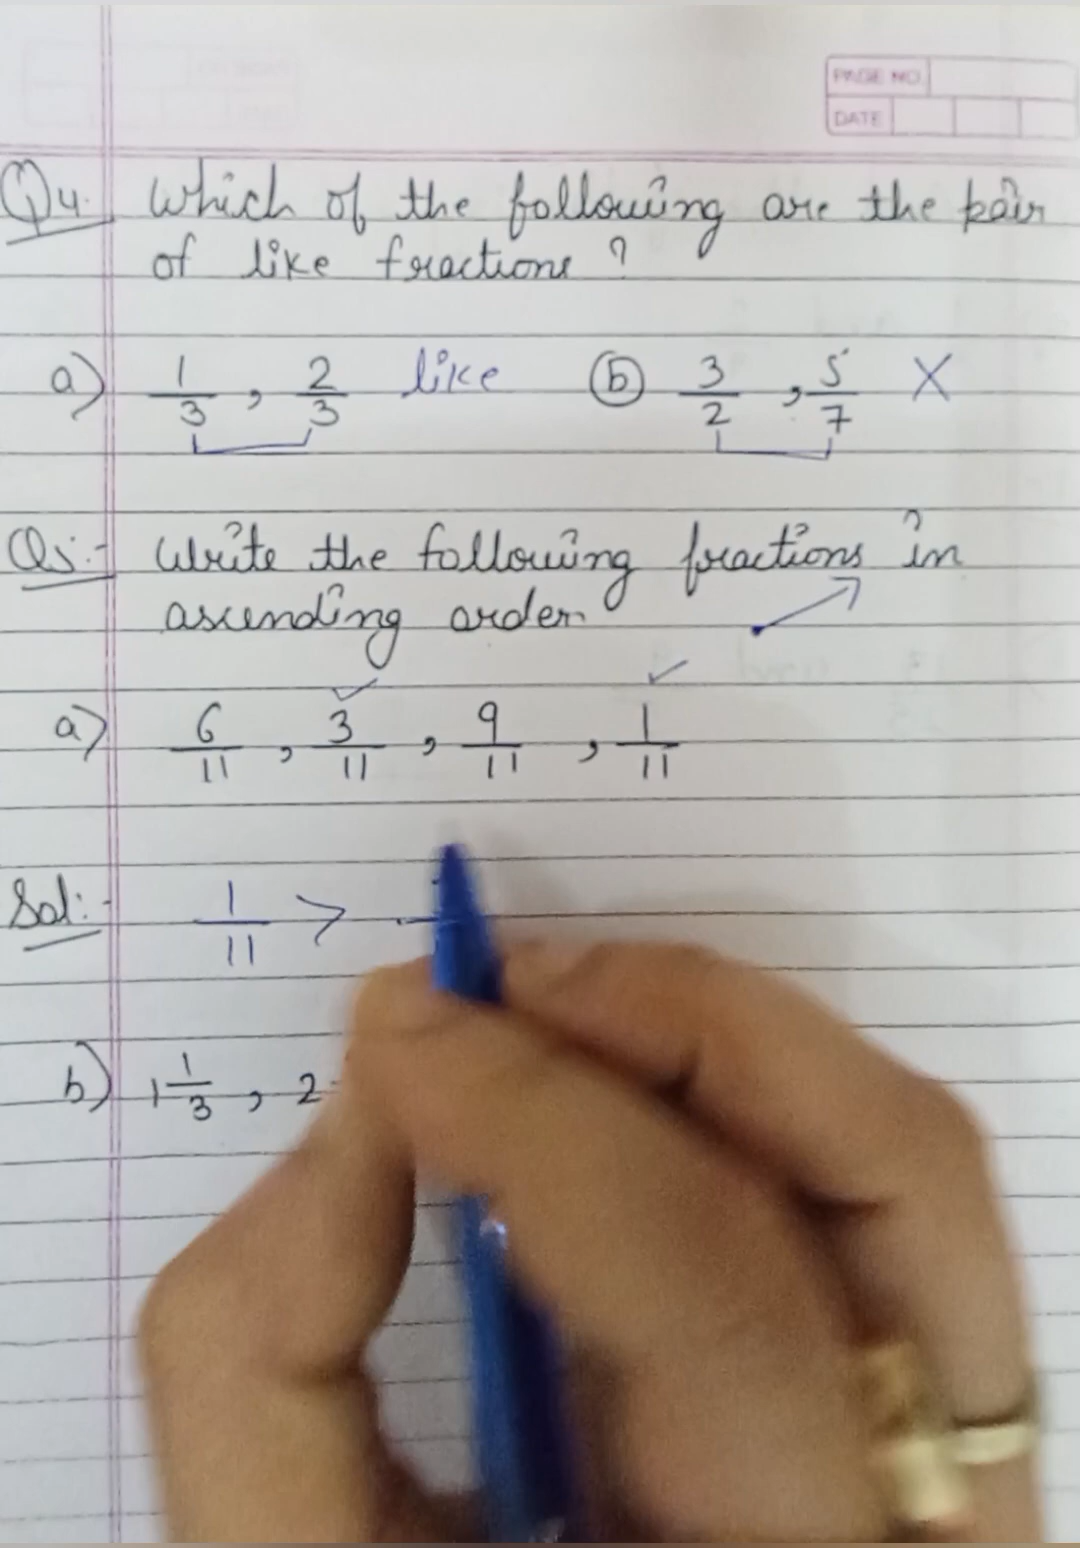 PAGE NO.
DATE
Q4. Which of the following are the pair
of like fractions ?
a) 1/3 , 2/3 like (b) 3/2 , 5/7 X
Q5:- Write the following fractions in
ascending order
a) 6/11 , 3/11 , 9/11 , 1/11
Sol:- 1/11 >
b) 1 1/3 , 2